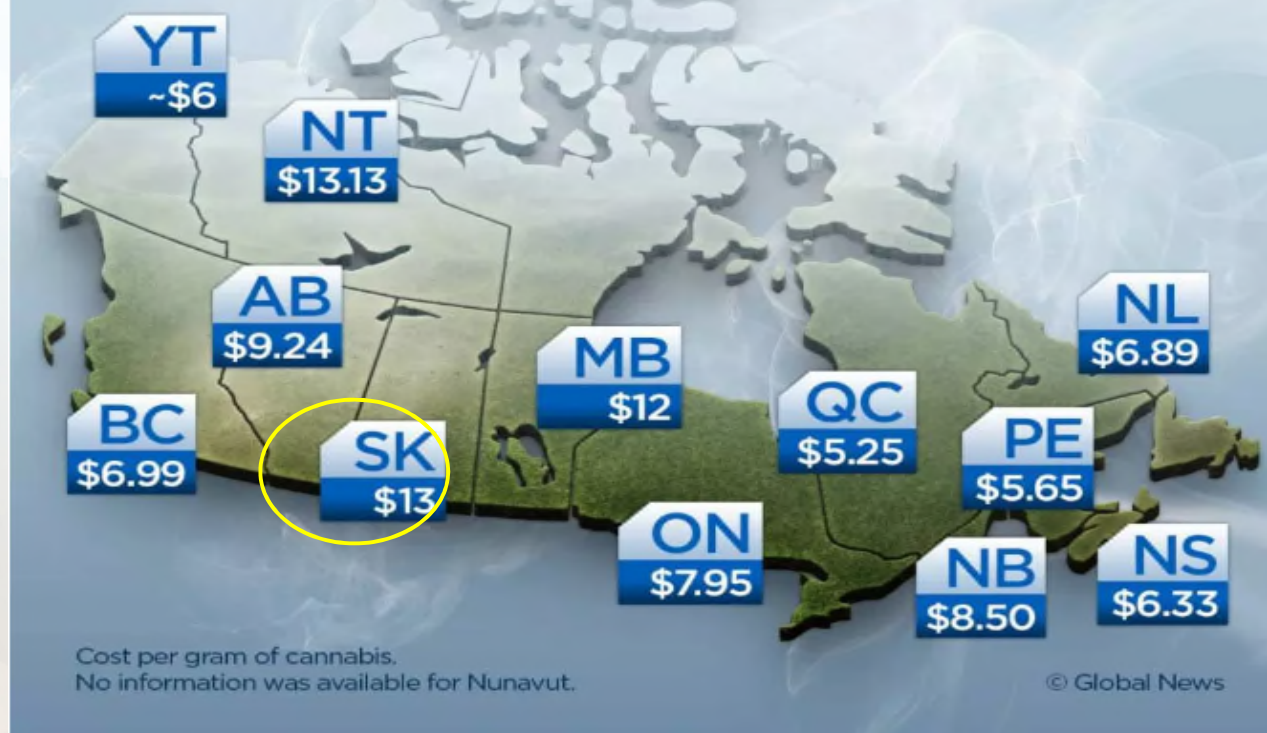 YT
~$6
NT
$13.13
AB
$9.24
NL
$6.89
MB
$12
QC
$5.25
BC
$6.99
SK
$13
PE
$5.65
ON
$7.95
NB
$8.50
NS
$6.33
Cost per gram of cannabis.
No information was available for Nunavut.
© Global News